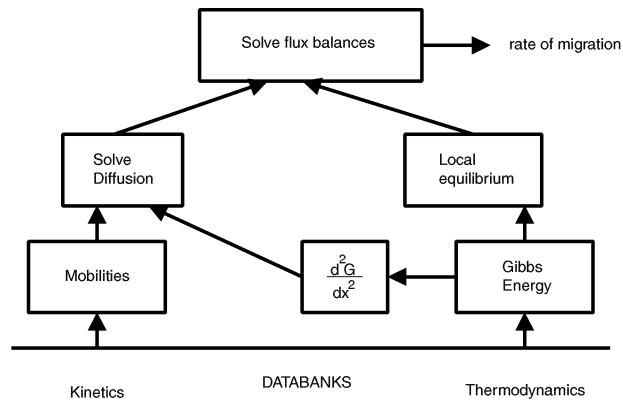 Solve flux balances
rate of migration
Solve
Diffusion
Local
equilibrium
Mobilities
d²G
dx²
Gibbs
Energy
Kinetics
DATABANKS
Thermodynamics